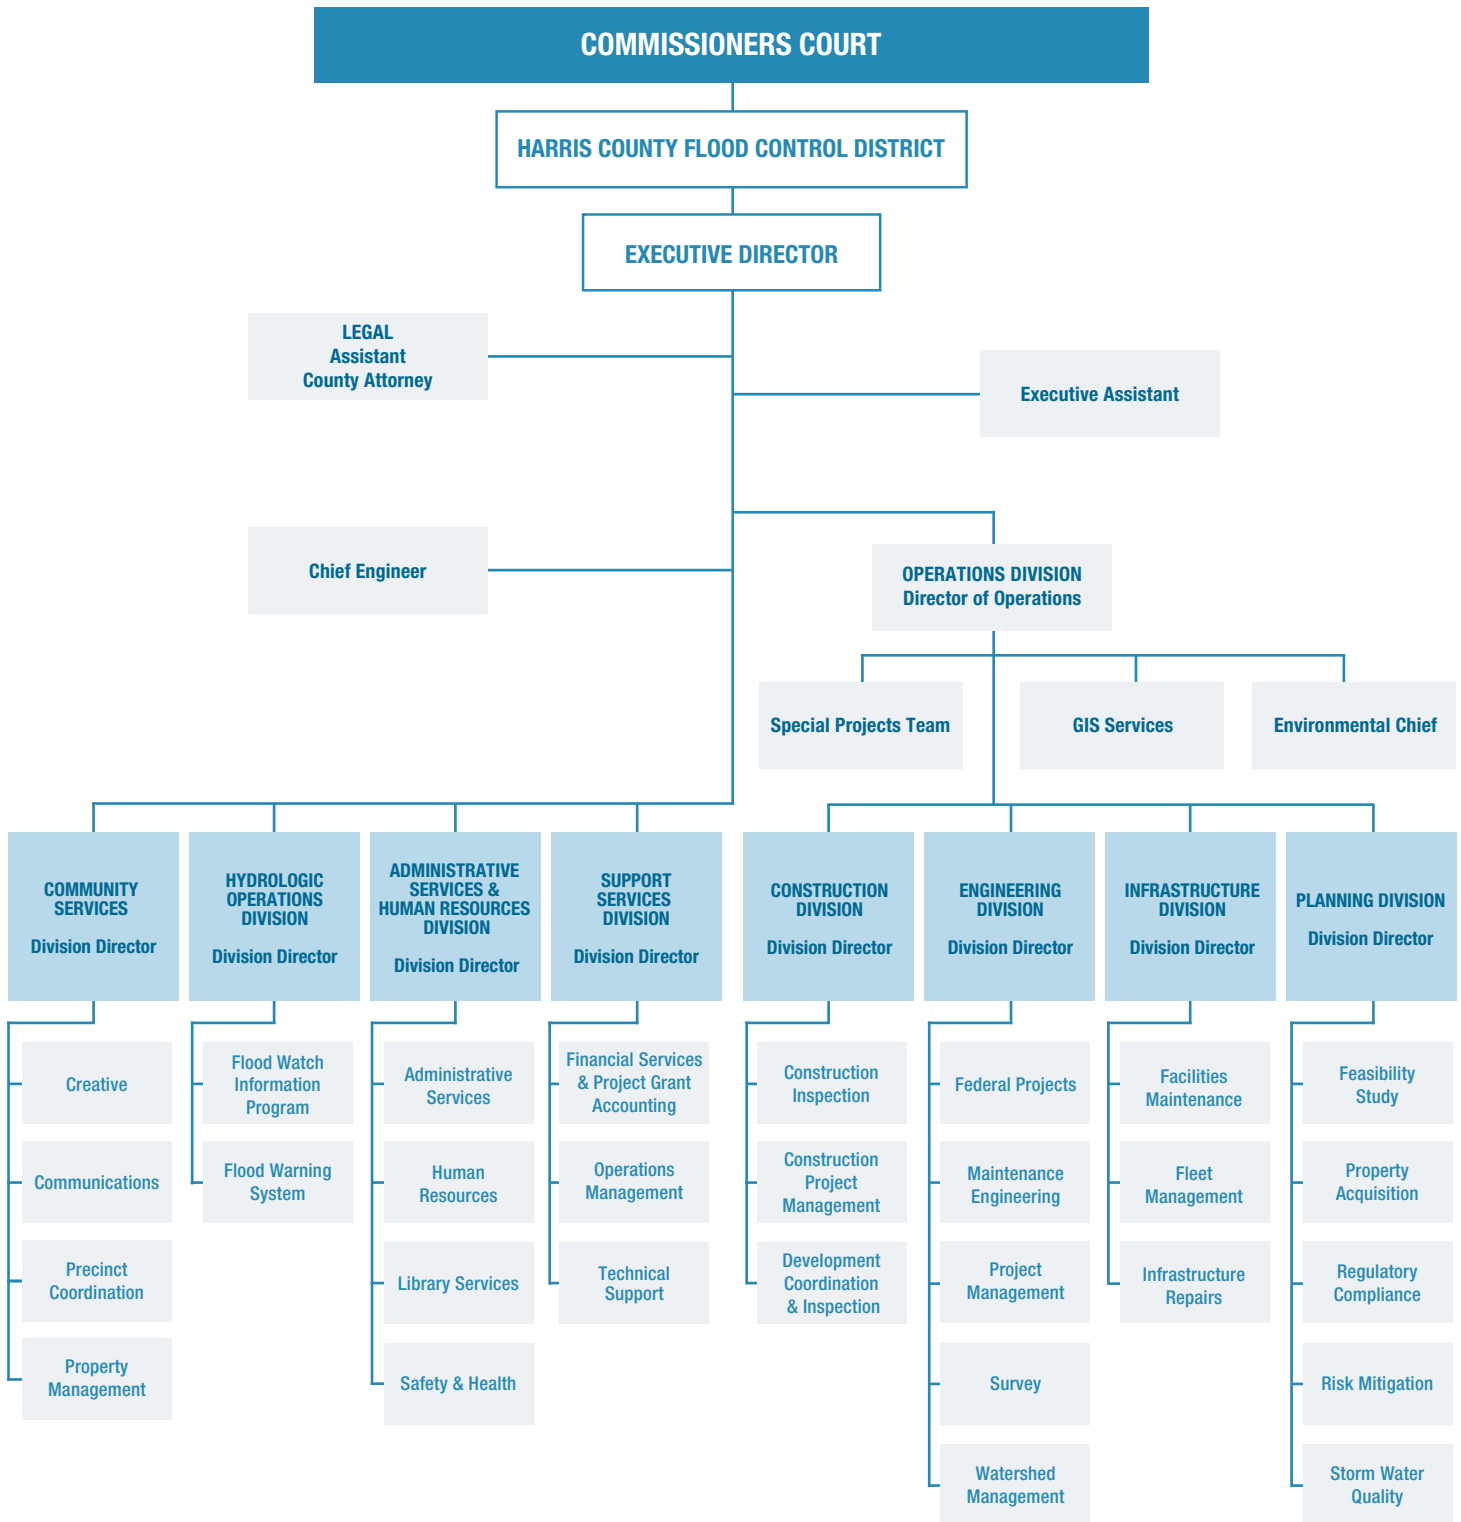 COMMISSIONERS COURT
HARRIS COUNTY FLOOD CONTROL DISTRICT
EXECUTIVE DIRECTOR
LEGAL
Assistant
County Attorney
Executive Assistant
Chief Engineer
OPERATIONS DIVISION
Director of Operations
Special Projects Team
GIS Services
Environmental Chief
COMMUNITY
SERVICES
Division Director
HYDROLOGIC
OPERATIONS
DIVISION
Division Director
ADMINISTRATIVE
SERVICES &
HUMAN RESOURCES
DIVISION
Division Director
SUPPORT
SERVICES
DIVISION
Division Director
CONSTRUCTION
DIVISION
Division Director
ENGINEERING
DIVISION
Division Director
INFRASTRUCTURE
DIVISION
Division Director
PLANNING DIVISION
Division Director
Creative
Communications
Precinct
Coordination
Property
Management
Flood Watch
Information
Program
Flood Warning
System
Administrative
Services
Human
Resources
Library Services
Safety & Health
Financial Services
& Project Grant
Accounting
Operations
Management
Technical
Support
Construction
Inspection
Construction
Project
Management
Development
Coordination
& Inspection
Federal Projects
Maintenance
Engineering
Project
Management
Survey
Watershed
Management
Facilities
Maintenance
Fleet
Management
Infrastructure
Repairs
Feasibility
Study
Property
Acquisition
Regulatory
Compliance
Risk Mitigation
Storm Water
Quality